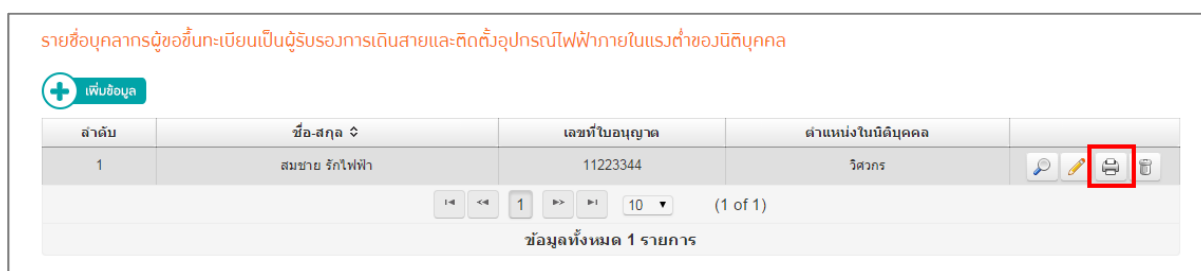 รายชื่อบุคลากรผู้ขอขึ้นทะเบียนเป็นผู้รับรองการเดินสายและติดตั้งอุปกรณ์ไฟฟ้าภายในแรงต่ำของนิติบุคคล
เพิ่มข้อมูล
ลำดับ ชื่อ-สกุล เลขที่ใบอนุญาต ตำแหน่งในนิติบุคคล
1 สมชาย รักไฟฟ้า 11223344 วิศวกร
1 10 (1 of 1)
ข้อมูลทั้งหมด 1 รายการ